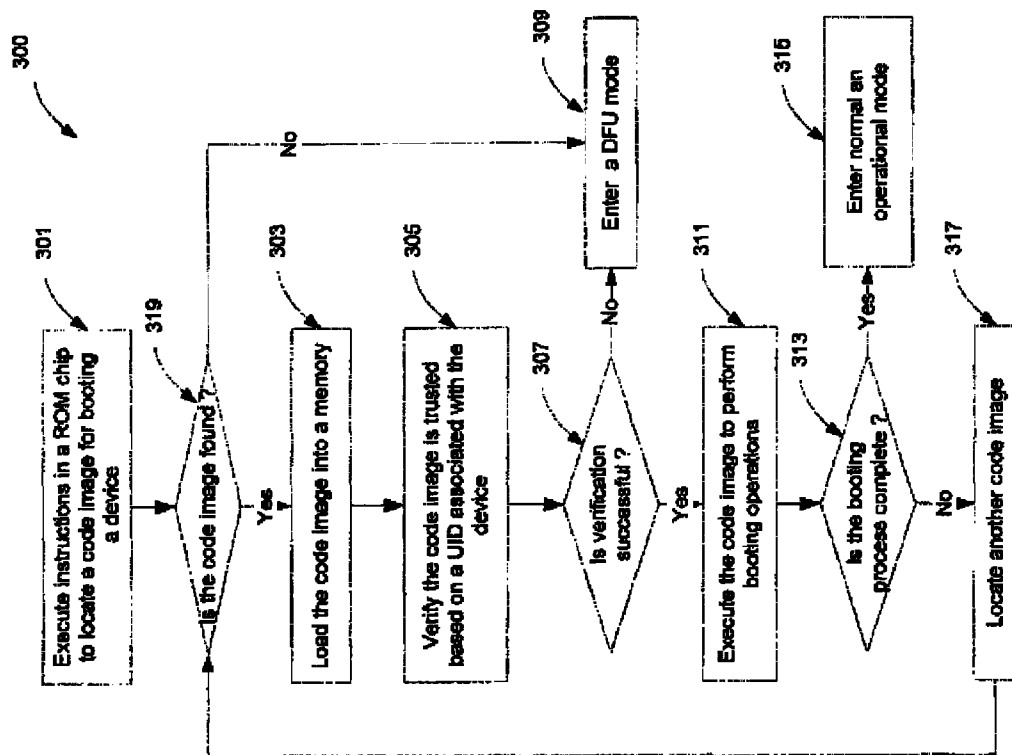 300
301
Execute instructions in a ROM chip
to locate a code image for booting
a device
319
Is the code image found ?
No
Yes
303
Load the code image into a memory
305
Verify the code image is trusted
based on a UID associated with the
device
307
Is verification
successful ?
No
309
Enter a DFU mode
Yes
311
Execute the code image to perform
booting operations
313
Is the booting
process complete ?
Yes
315
Enter normal an
operational mode
No
317
Locate another code image